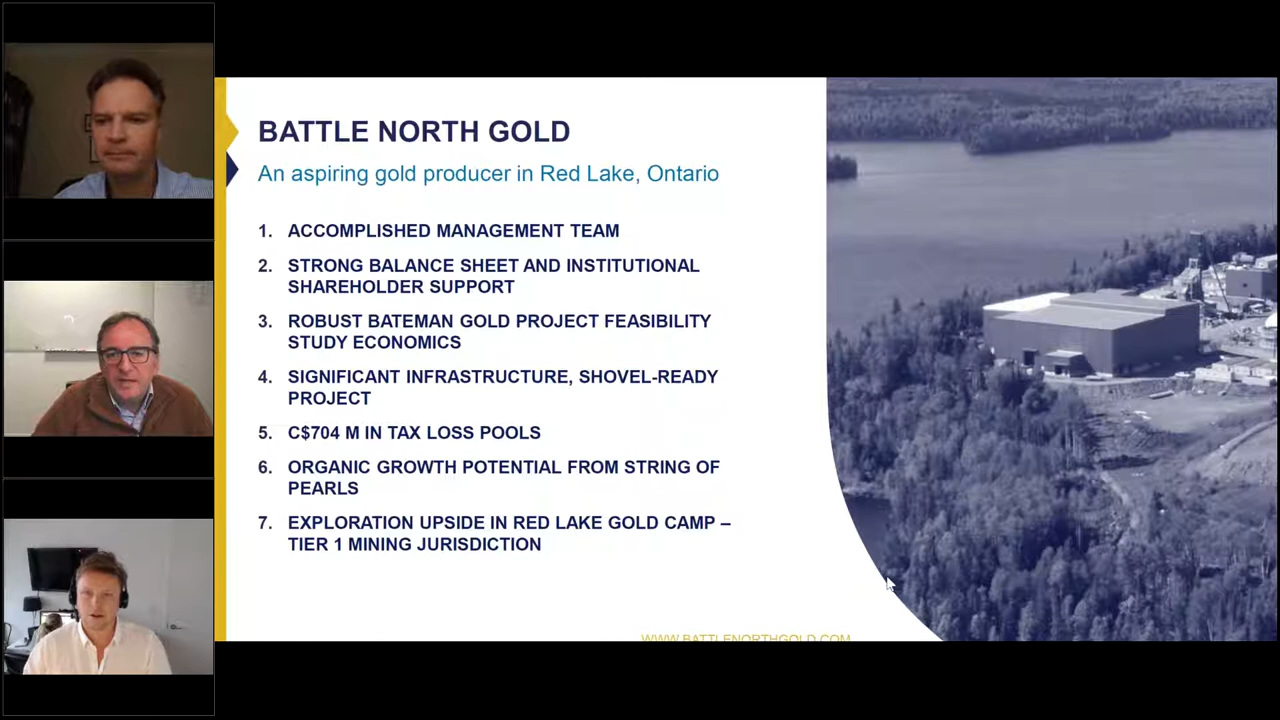 BATTLE NORTH GOLD
An aspiring gold producer in Red Lake, Ontario
1. ACCOMPLISHED MANAGEMENT TEAM
2. STRONG BALANCE SHEET AND INSTITUTIONAL
SHAREHOLDER SUPPORT
3. ROBUST BATEMAN GOLD PROJECT FEASIBILITY
STUDY ECONOMICS
4. SIGNIFICANT INFRASTRUCTURE, SHOVEL-READY
PROJECT
5. C$704 M IN TAX LOSS POOLS
6. ORGANIC GROWTH POTENTIAL FROM STRING OF
PEARLS
7. EXPLORATION UPSIDE IN RED LAKE GOLD CAMP –
TIER 1 MINING JURISDICTION
WWW.BATTLENORTHGOLD.COM